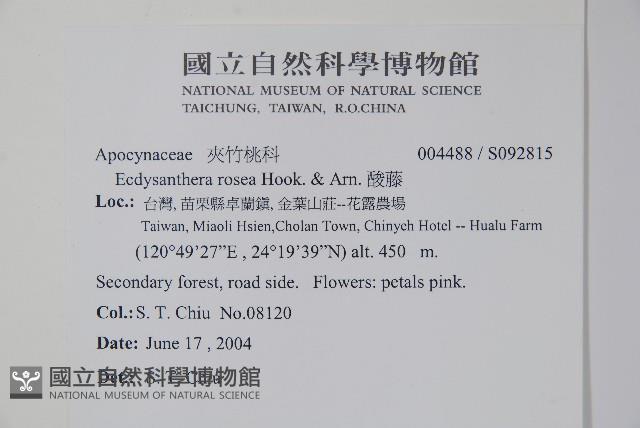 國立自然科學博物館
NATIONAL MUSEUM OF NATURAL SCIENCE
TAICHUNG, TAIWAN, R.O.CHINA
Apocynaceae 夾竹桃科 004488 / S092815
Ecdysanthera rosea Hook. & Arn. 酸藤
Loc.: 台灣, 苗栗縣卓蘭鎮, 金葉山莊--花露農場
Taiwan, Miaoli Hsien,Cholan Town, Chinyeh Hotel -- Hualu Farm
(120°49’27”E , 24°19’39”N) alt. 450 m.
Secondary forest, road side. Flowers: petals pink.
Col.: S. T. Chiu No.08120
Date: June 17 , 2004
Det.: S. T. Chiu
國立自然科學博物館
NATIONAL MUSEUM OF NATURAL SCIENCE